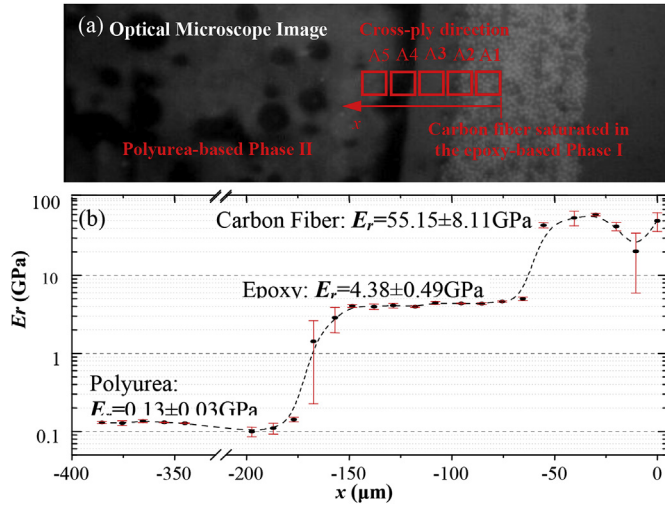 (a) Optical Microscope Image
Cross-ply direction
A5 A4 A3 A2 A1
Polyurea-based Phase II
Carbon fiber saturated in
the epoxy-based Phase I
(b)
Carbon Fiber: Er=55.15±8.11GPa
Epoxy: Er=4.38±0.49GPa
Polyurea:
Er=0.13±0.03GPa
Er (GPa)
100
10
1
0.1
-400 -350 -200 -150 -100 -50 0
x (μm)